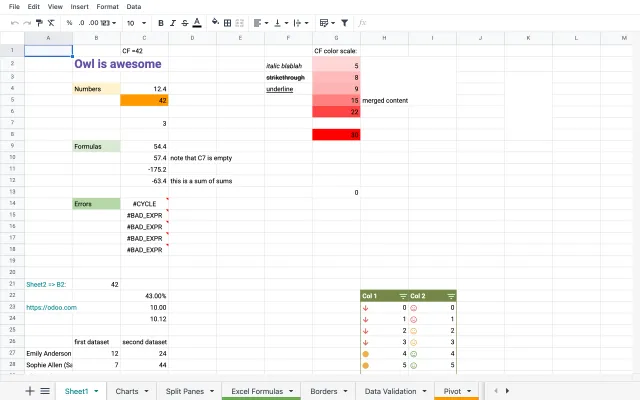 File Edit View Insert Format Data
% .0 .00 123 10 B I S A fx
A B C D E F G H I J K L M
1 CF =42 CF color scale:
2 Owl is awesome italic blablah 5
3 strikethrough 8
4 Numbers 12.4 underline 9
5 42 15 merged content
6 22
7 3
8 30
9 Formulas 54.4
10 57.4 note that C7 is empty
11 -175.2
12 -63.4 this is a sum of sums
13 0
14 Errors #CYCLE
15 #BAD_EXPR
16 #BAD_EXPR
17 #BAD_EXPR
18 #BAD_EXPR
19
20
21 Sheet2 => B2: 42
22 43.00% Col 1 Col 2
23 https://odoo.com 10.00 0 0
24 10.12 1 1
25 2 2
26 first dataset second dataset 3 3
27 Emily Anderson 12 24 4 4
28 Sophie Allen (Sa 7 44 5 5
Sheet1 Charts Split Panes Excel Formulas Borders Data Validation Pivot